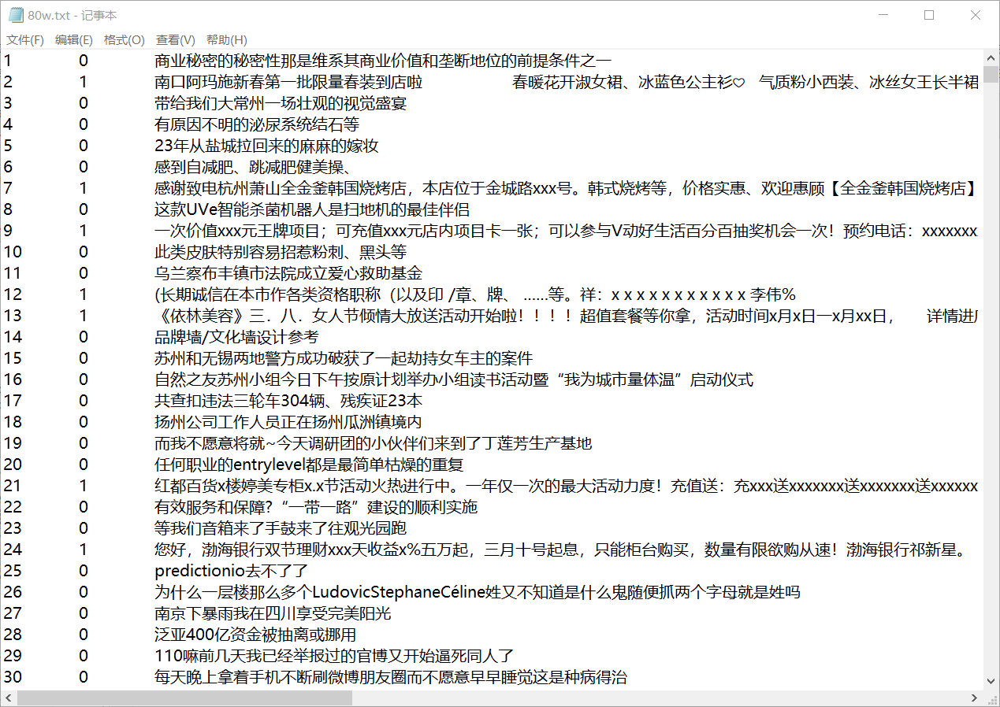 80w.txt - 记事本
文件(F) 编辑(E) 格式(O) 查看(V) 帮助(H)
1 0 商业秘密的秘密性那是维系其商业价值和垄断地位的前提条件之一
2 1 南口阿玛施新春第一批限量春装到店啦 春暖花开淑女裙、冰蓝色公主衫♡ 气质粉小西装、冰丝女王长半裙
3 0 带给我们大常州一场壮观的视觉盛宴
4 0 有原因不明的泌尿系统结石等
5 0 23年从盐城拉回来的麻麻的嫁妆
6 0 感到自减肥、跳减肥健美操、
7 1 感谢致电杭州萧山全金釜韩国烧烤店，本店位于金城路xxx号。韩式烧烤等，价格实惠、欢迎惠顾【全金釜韩国烧烤店】
8 0 这款UVe智能杀菌机器人是扫地机的最佳伴侣
9 1 一次价值xxx元王牌项目；可充值xxx元店内项目卡一张；可以参与V动好生活百分百抽奖机会一次！预约电话：xxxxxxx
10 0 此类皮肤特别容易招惹粉刺、黑头等
11 0 乌兰察布丰镇市法院成立爱心救助基金
12 1 (长期诚信在本市作各类资格职称（以及印 /章、牌、 ......等。祥：x x x x x x x x x x x 李伟%
13 1 《依林美容》三．八．女人节倾情大放送活动开始啦！！！！超值套餐等你拿，活动时间x月x日一x月xx日， 详情进
14 0 品牌墙/文化墙设计参考
15 0 苏州和无锡两地警方成功破获了一起劫持女车主的案件
16 0 自然之友苏州小组今日下午按原计划举办小组读书活动暨“我为城市量体温”启动仪式
17 0 共查扣违法三轮车304辆、残疾证23本
18 0 扬州公司工作人员正在扬州瓜洲镇境内
19 0 而我不愿意将就~今天调研团的小伙伴们来到了丁莲芳生产基地
20 0 任何职业的entrylevel都是最简单枯燥的重复
21 1 红都百货x楼婷美专柜x.x节活动火热进行中。一年仅一次的最大活动力度！充值送：充xxx送xxxxxxx送xxxxxxx送xxxxxx
22 0 有效服务和保障?“一带一路”建设的顺利实施
23 0 等我们音箱来了手鼓来了往观光园跑
24 1 您好，渤海银行双节理财xxx天收益x%五万起，三月十号起息，只能柜台购买，数量有限欲购从速！渤海银行祁新星。
25 0 predictionio去不了了
26 0 为什么一层楼那么多个LudovicStephaneCéline姓又不知道是什么鬼随便抓两个字母就是姓吗
27 0 南京下暴雨我在四川享受完美阳光
28 0 泛亚400亿资金被抽离或挪用
29 0 110嘛前几天我已经举报过的官博又开始逼死同人了
30 0 每天晚上拿着手机不断刷微博朋友圈而不愿意早早睡觉这是种病得治